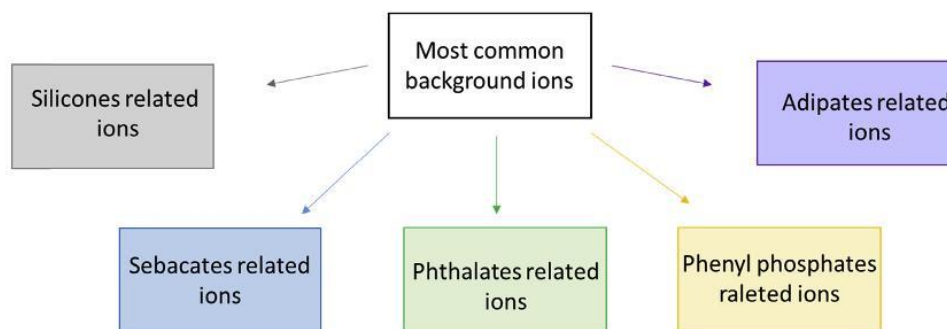 Most common
background ions
Silicones related
ions
Adipates related
ions
Sebacates related
ions
Phthalates related
ions
Phenyl phosphates
raleted ions